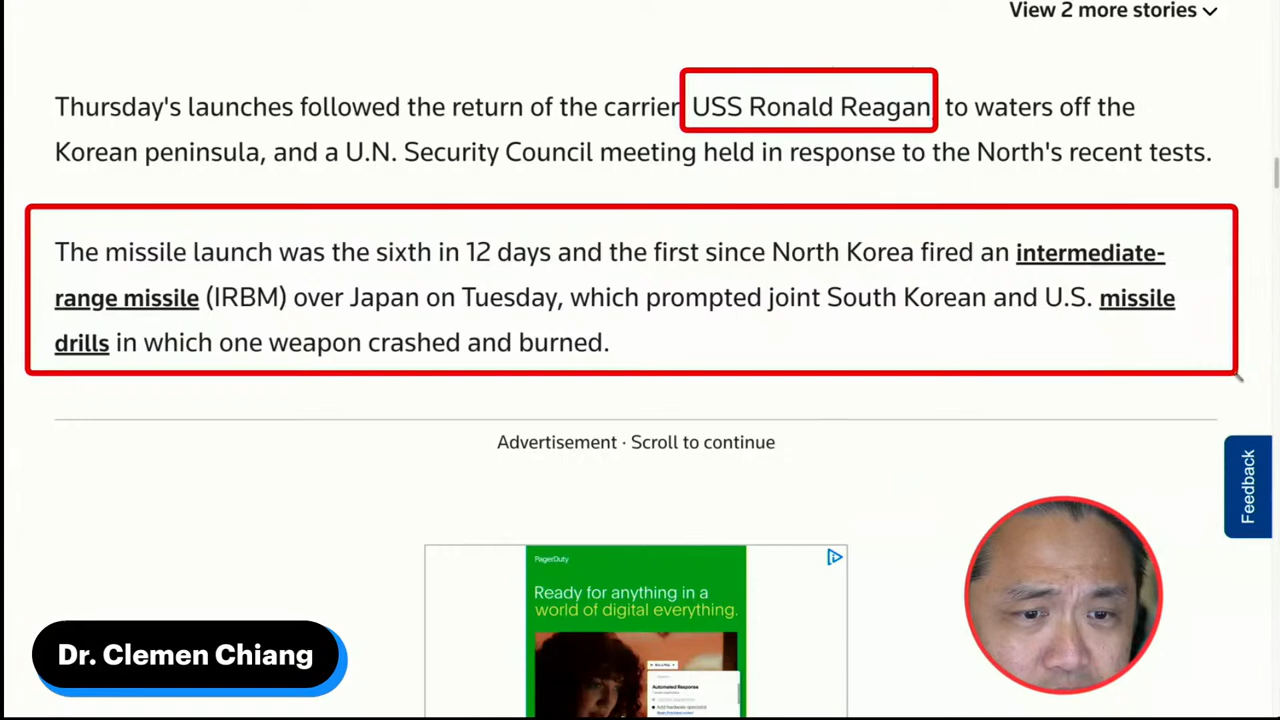 View 2 more stories
Thursday's launches followed the return of the carrier USS Ronald Reagan, to waters off the
Korean peninsula, and a U.N. Security Council meeting held in response to the North's recent tests.
The missile launch was the sixth in 12 days and the first since North Korea fired an intermediate-
range missile (IRBM) over Japan on Tuesday, which prompted joint South Korean and U.S. missile
drills in which one weapon crashed and burned.
Advertisement · Scroll to continue
Feedback
PagerDuty
Ready for anything in a
world of digital everything.
Automated Response
Dr. Clemen Chiang